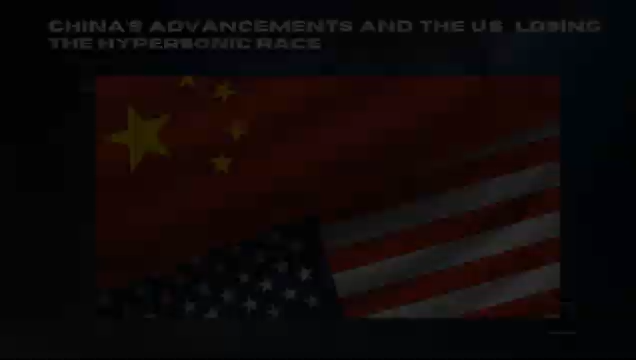 CHINA'S ADVANCEMENTS AND THE US LOSING
THE HYPERSONIC RACE